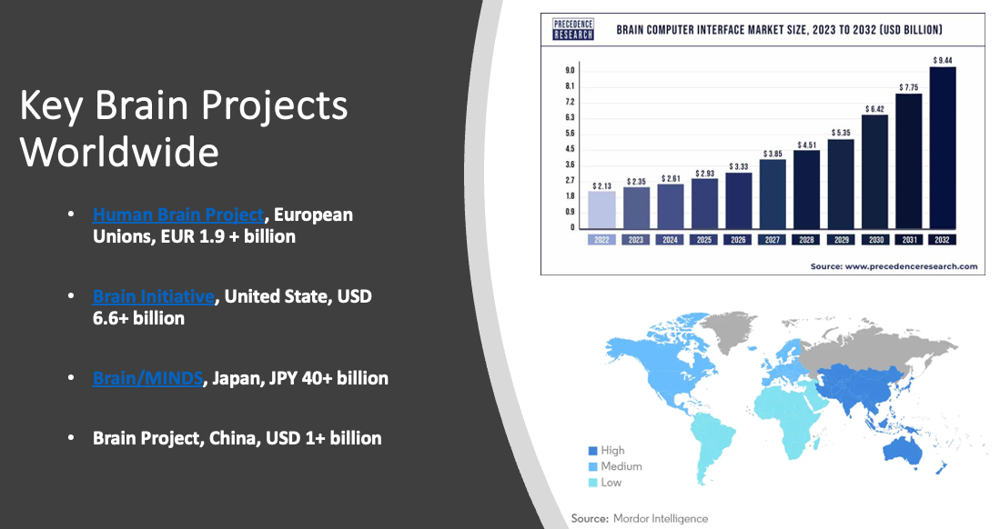 Key Brain Projects
Worldwide
• Human Brain Project, European
Unions, EUR 1.9 + billion
• Brain Initiative, United State, USD
6.6+ billion
• Brain/MINDS, Japan, JPY 40+ billion
• Brain Project, China, USD 1+ billion
PRECEDENCE
RESEARCH
BRAIN COMPUTER INTERFACE MARKET SIZE, 2023 TO 2032 (USD BILLION)
9.0
8.1
7.2
6.3
5.6
4.5
3.6
2.7
1.8
0.9
0
$ 2.13
$ 2.35
$ 2.61
$ 2.93
$ 3.33
$ 3.85
$ 4.51
$ 5.35
$ 6.42
$ 7.75
$ 9.44
2022 2023 2024 2025 2026 2027 2028 2029 2030 2031 2032
Source: www.precedenceresearch.com
High
Medium
Low
Source: Mordor Intelligence